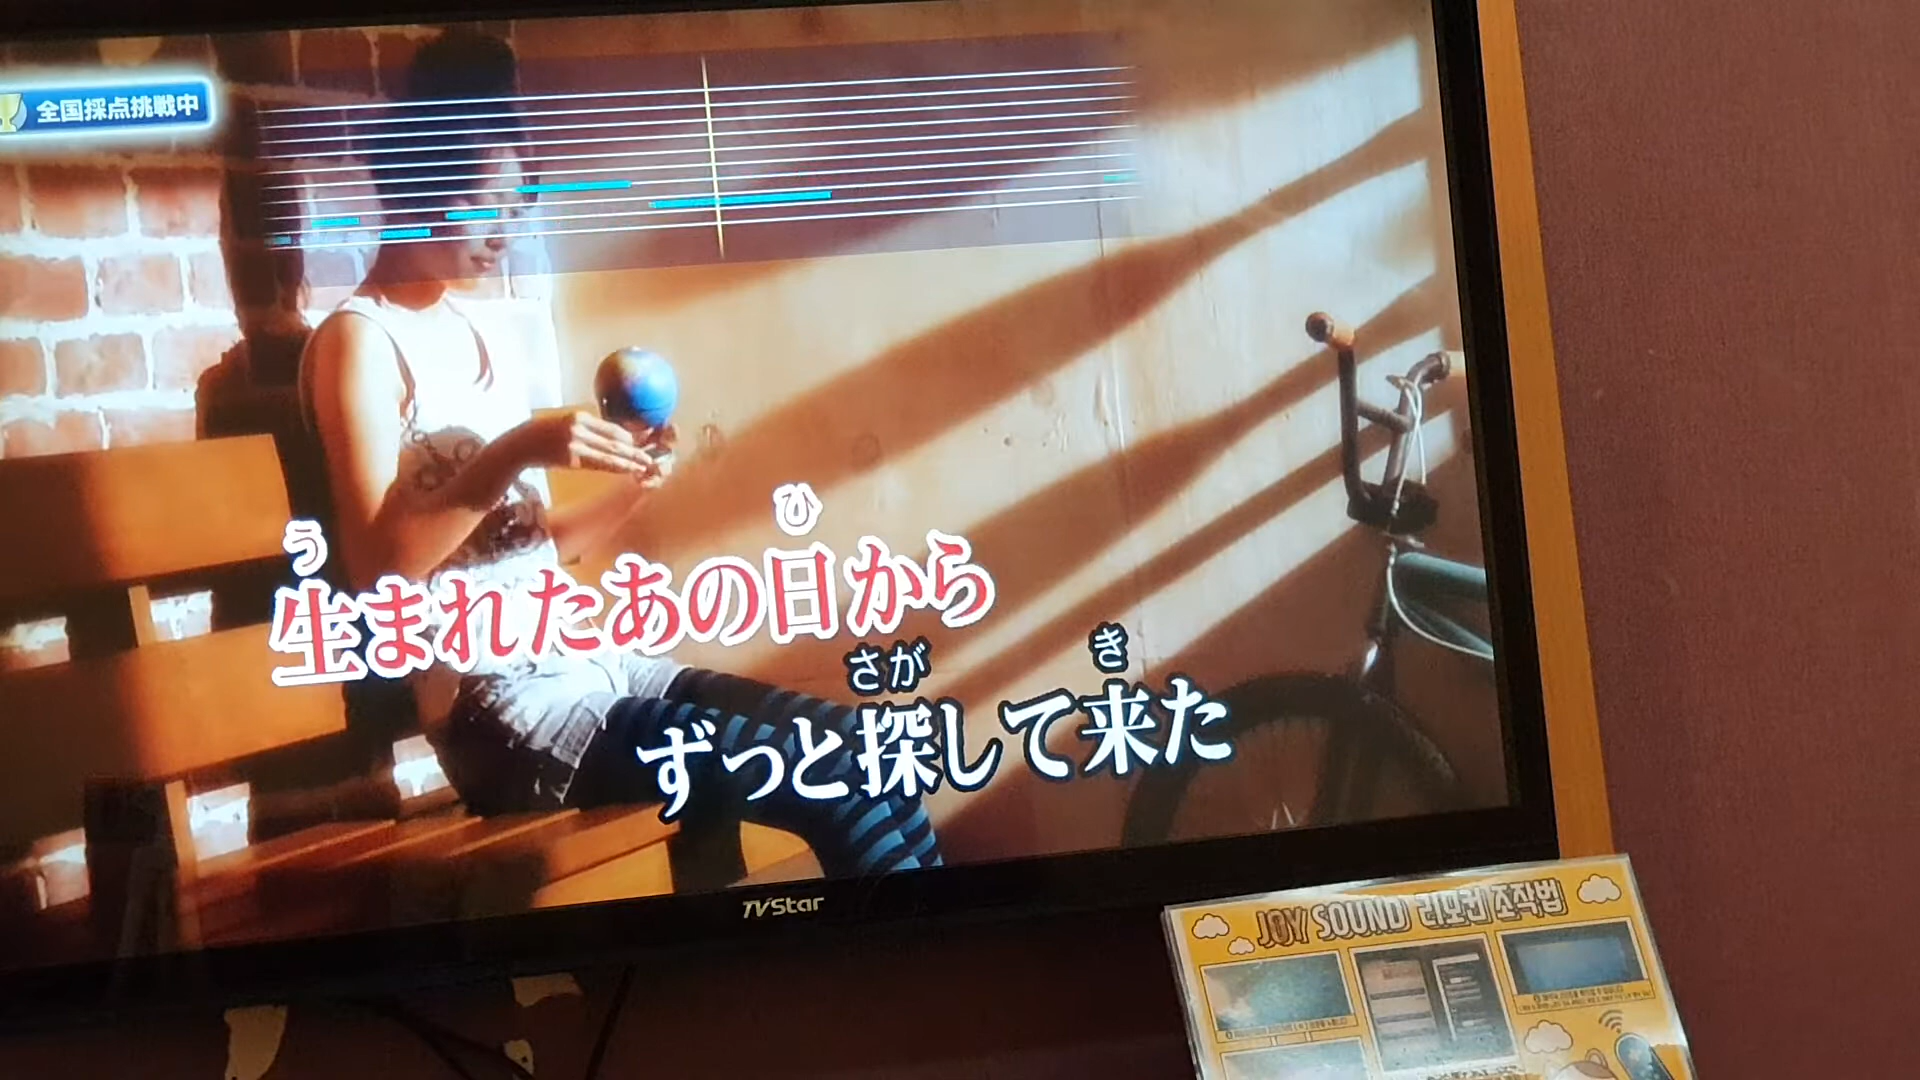 全国採点挑戦中
う
ひ
生まれたあの日から
さが
き
ずっと探して来た
TVStar
JOY SOUND 리모컨 조작법